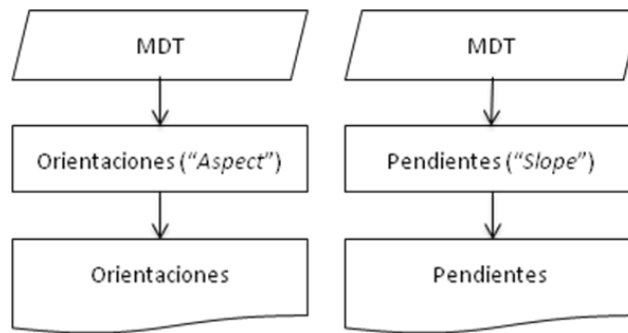 MDT
Orientaciones (“Aspect”)
Orientaciones
MDT
Pendientes (“Slope”)
Pendientes